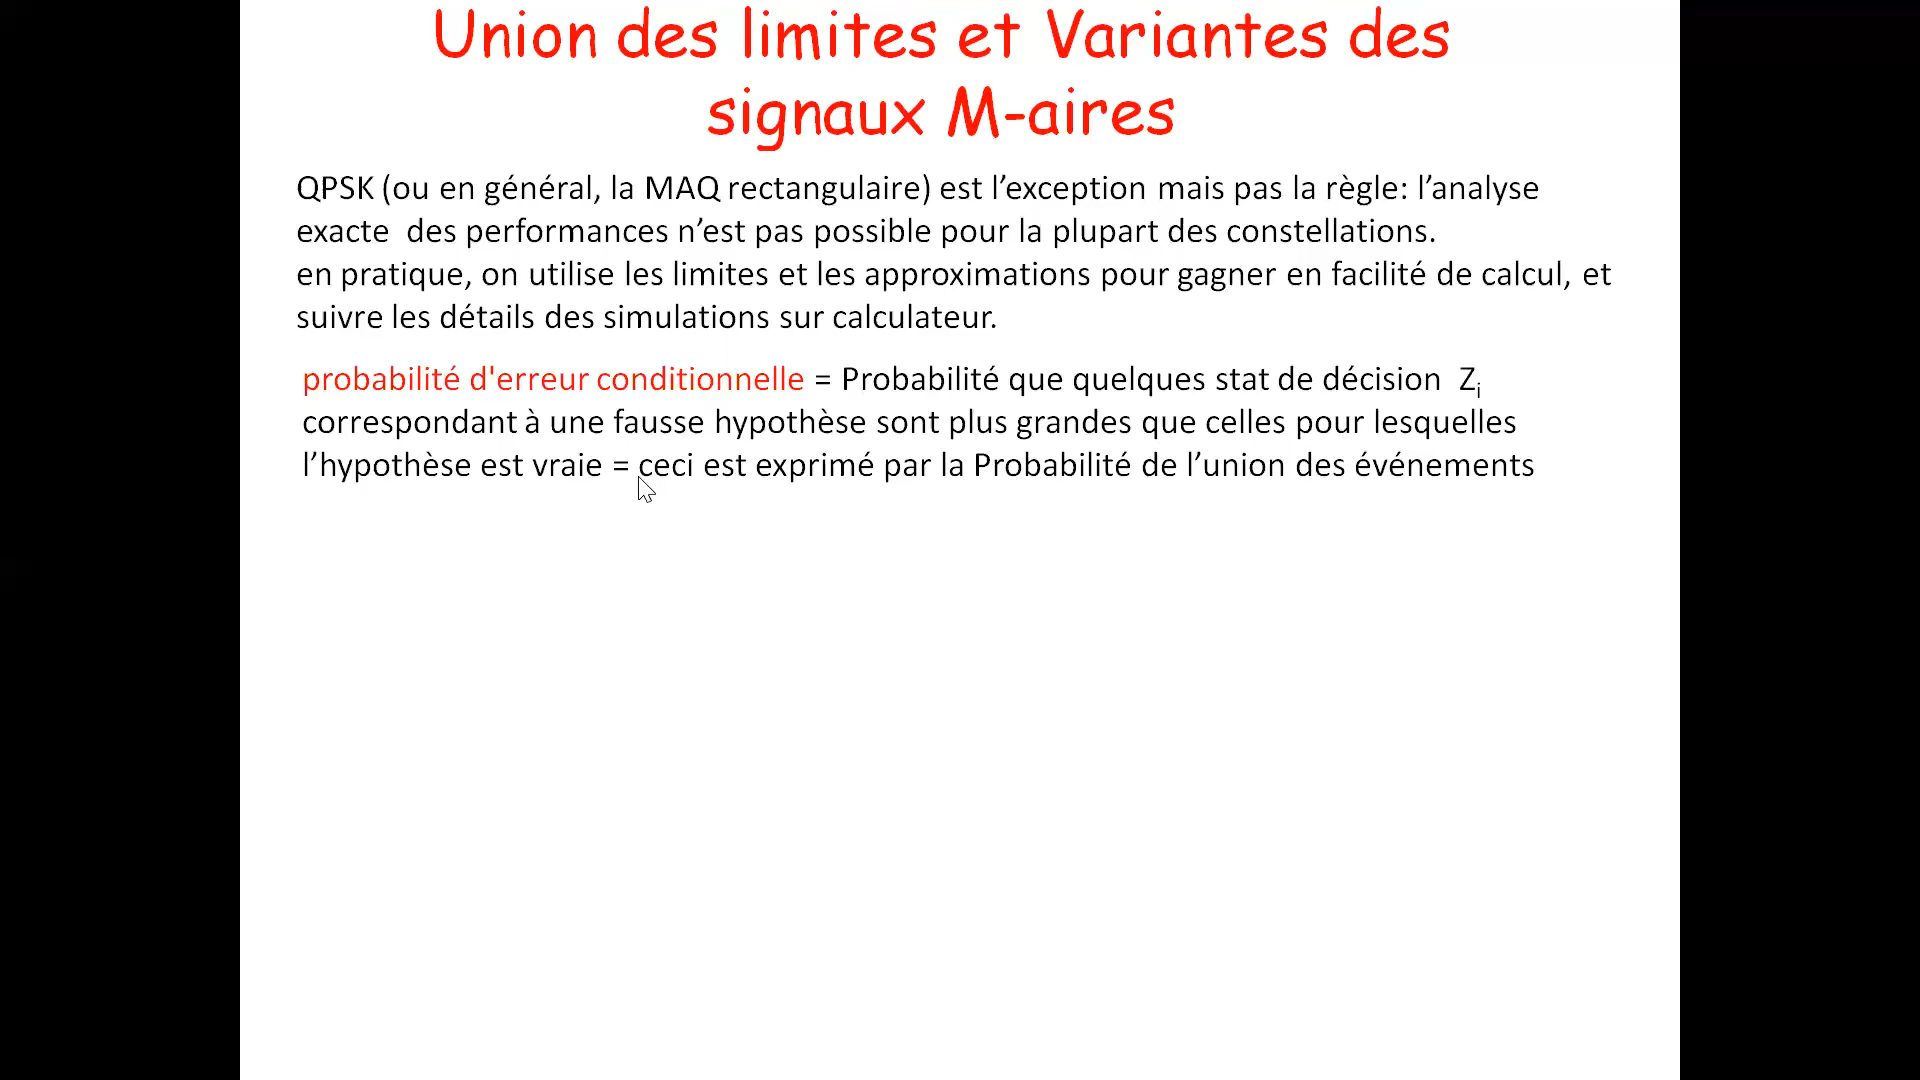 Union des limites et Variantes des
signaux M-aires
QPSK (ou en général, la MAQ rectangulaire) est l’exception mais pas la règle: l’analyse
exacte  des performances n’est pas possible pour la plupart des constellations.
en pratique, on utilise les limites et les approximations pour gagner en facilité de calcul, et
suivre les détails des simulations sur calculateur.
probabilité d'erreur conditionnelle = Probabilité que quelques stat de décision  Zi
correspondant à une fausse hypothèse sont plus grandes que celles pour lesquelles
l’hypothèse est vraie = ceci est exprimé par la Probabilité de l’union des événements